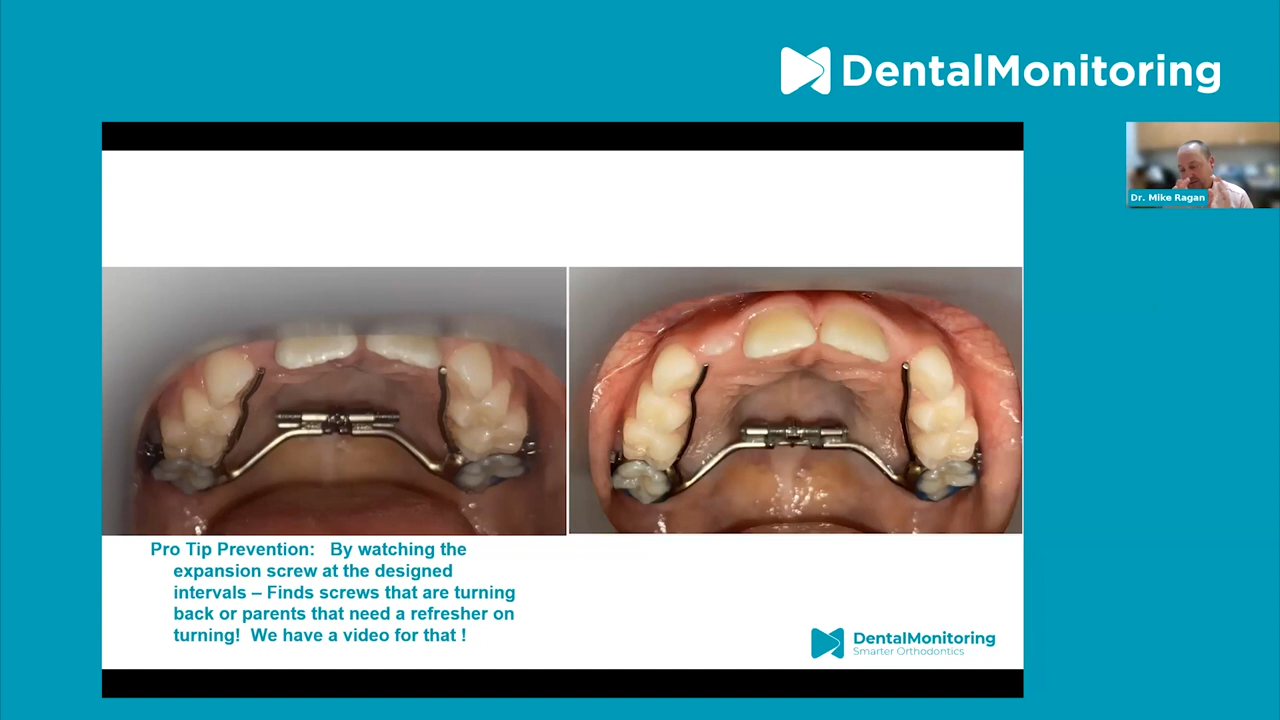 DentalMonitoring
Dr. Mike Ragan
Pro Tip Prevention: By watching the
expansion screw at the designed
intervals – Finds screws that are turning
back or parents that need a refresher on
turning! We have a video for that !
DentalMonitoring
Smarter Orthodontics